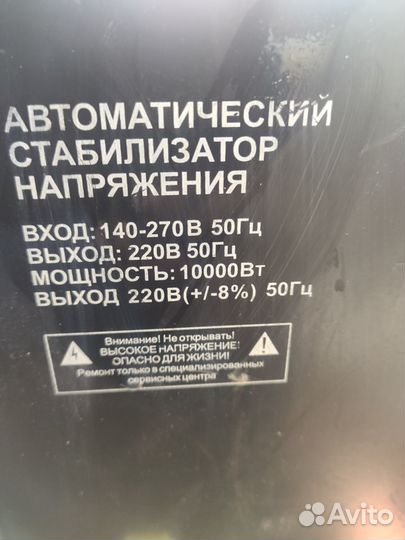 АВТОМАТИЧЕСКИЙ
СТАБИЛИЗАТОР
НАПРЯЖЕНИЯ
ВХОД: 140-270В 50Гц
ВЫХОД: 220В 50Гц
МОЩНОСТЬ: 10000Вт
ВЫХОД 220В(+/-8%) 50Гц
Внимание! Не открывать!
ВЫСОКОЕ НАПРЯЖЕНИЕ!
ОПАСНО ДЛЯ ЖИЗНИ!
Ремонт только в специализированных
сервисных центра
Avito